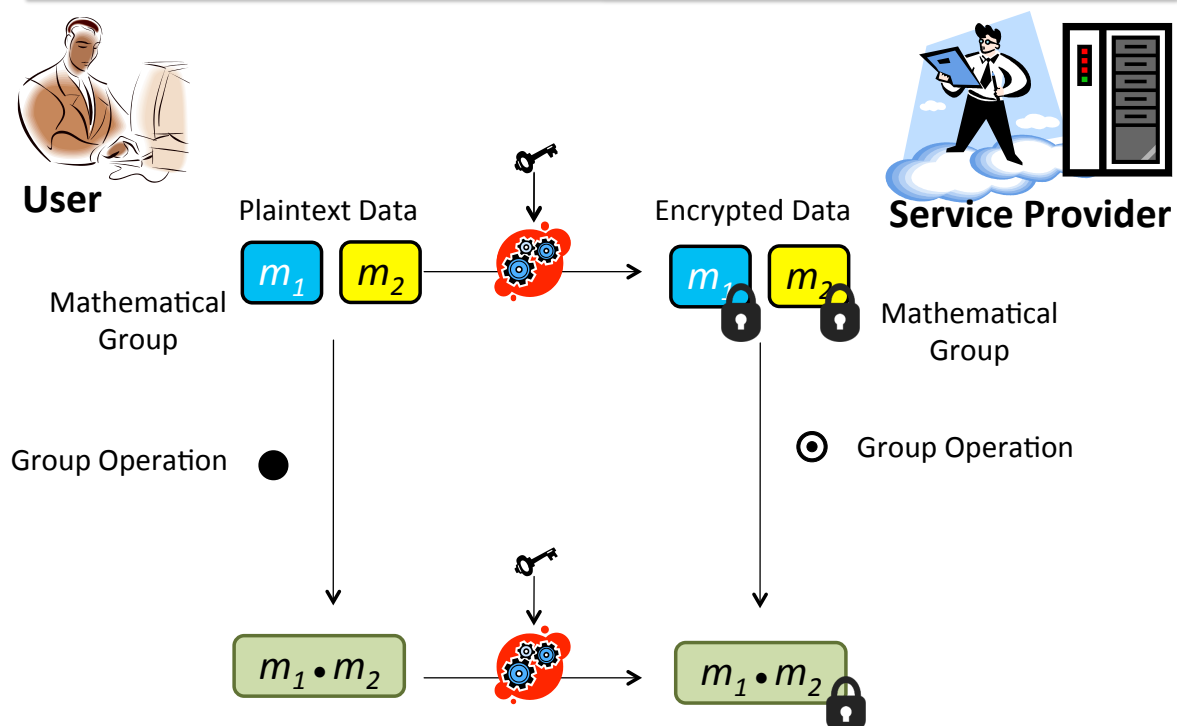 User
Service Provider
Plaintext Data
Encrypted Data
m1
m2
m1
m2
Mathematical
Group
Mathematical
Group
Group Operation
Group Operation
m1 • m2
m1 • m2